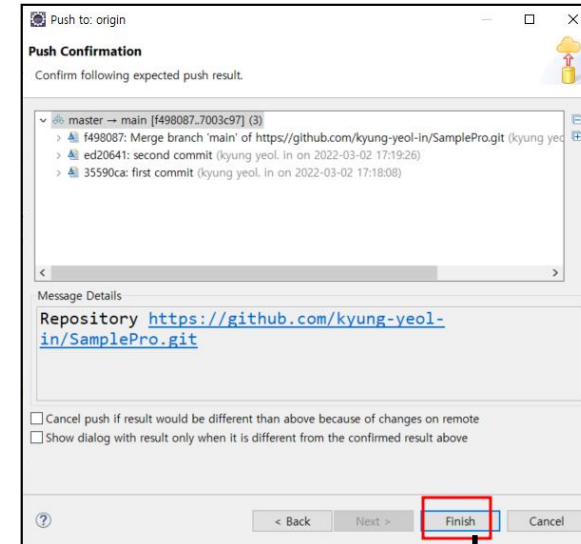 Push to: origin
Push Confirmation
Confirm following expected push result.
master → main [f498087..7003c97] (3)
f498087: Merge branch 'main' of https://github.com/kyung-yeol-in/SamplePro.git (kyung yeo
ed20641: second commit (kyung yeol. in on 2022-03-02 17:19:26)
35590ca: first commit (kyung yeol. in on 2022-03-02 17:18:08)
Message Details
Repository https://github.com/kyung-yeol-
in/SamplePro.git
Cancel push if result would be different than above because of changes on remote
Show dialog with result only when it is different from the confirmed result above
< Back Next > Finish Cancel